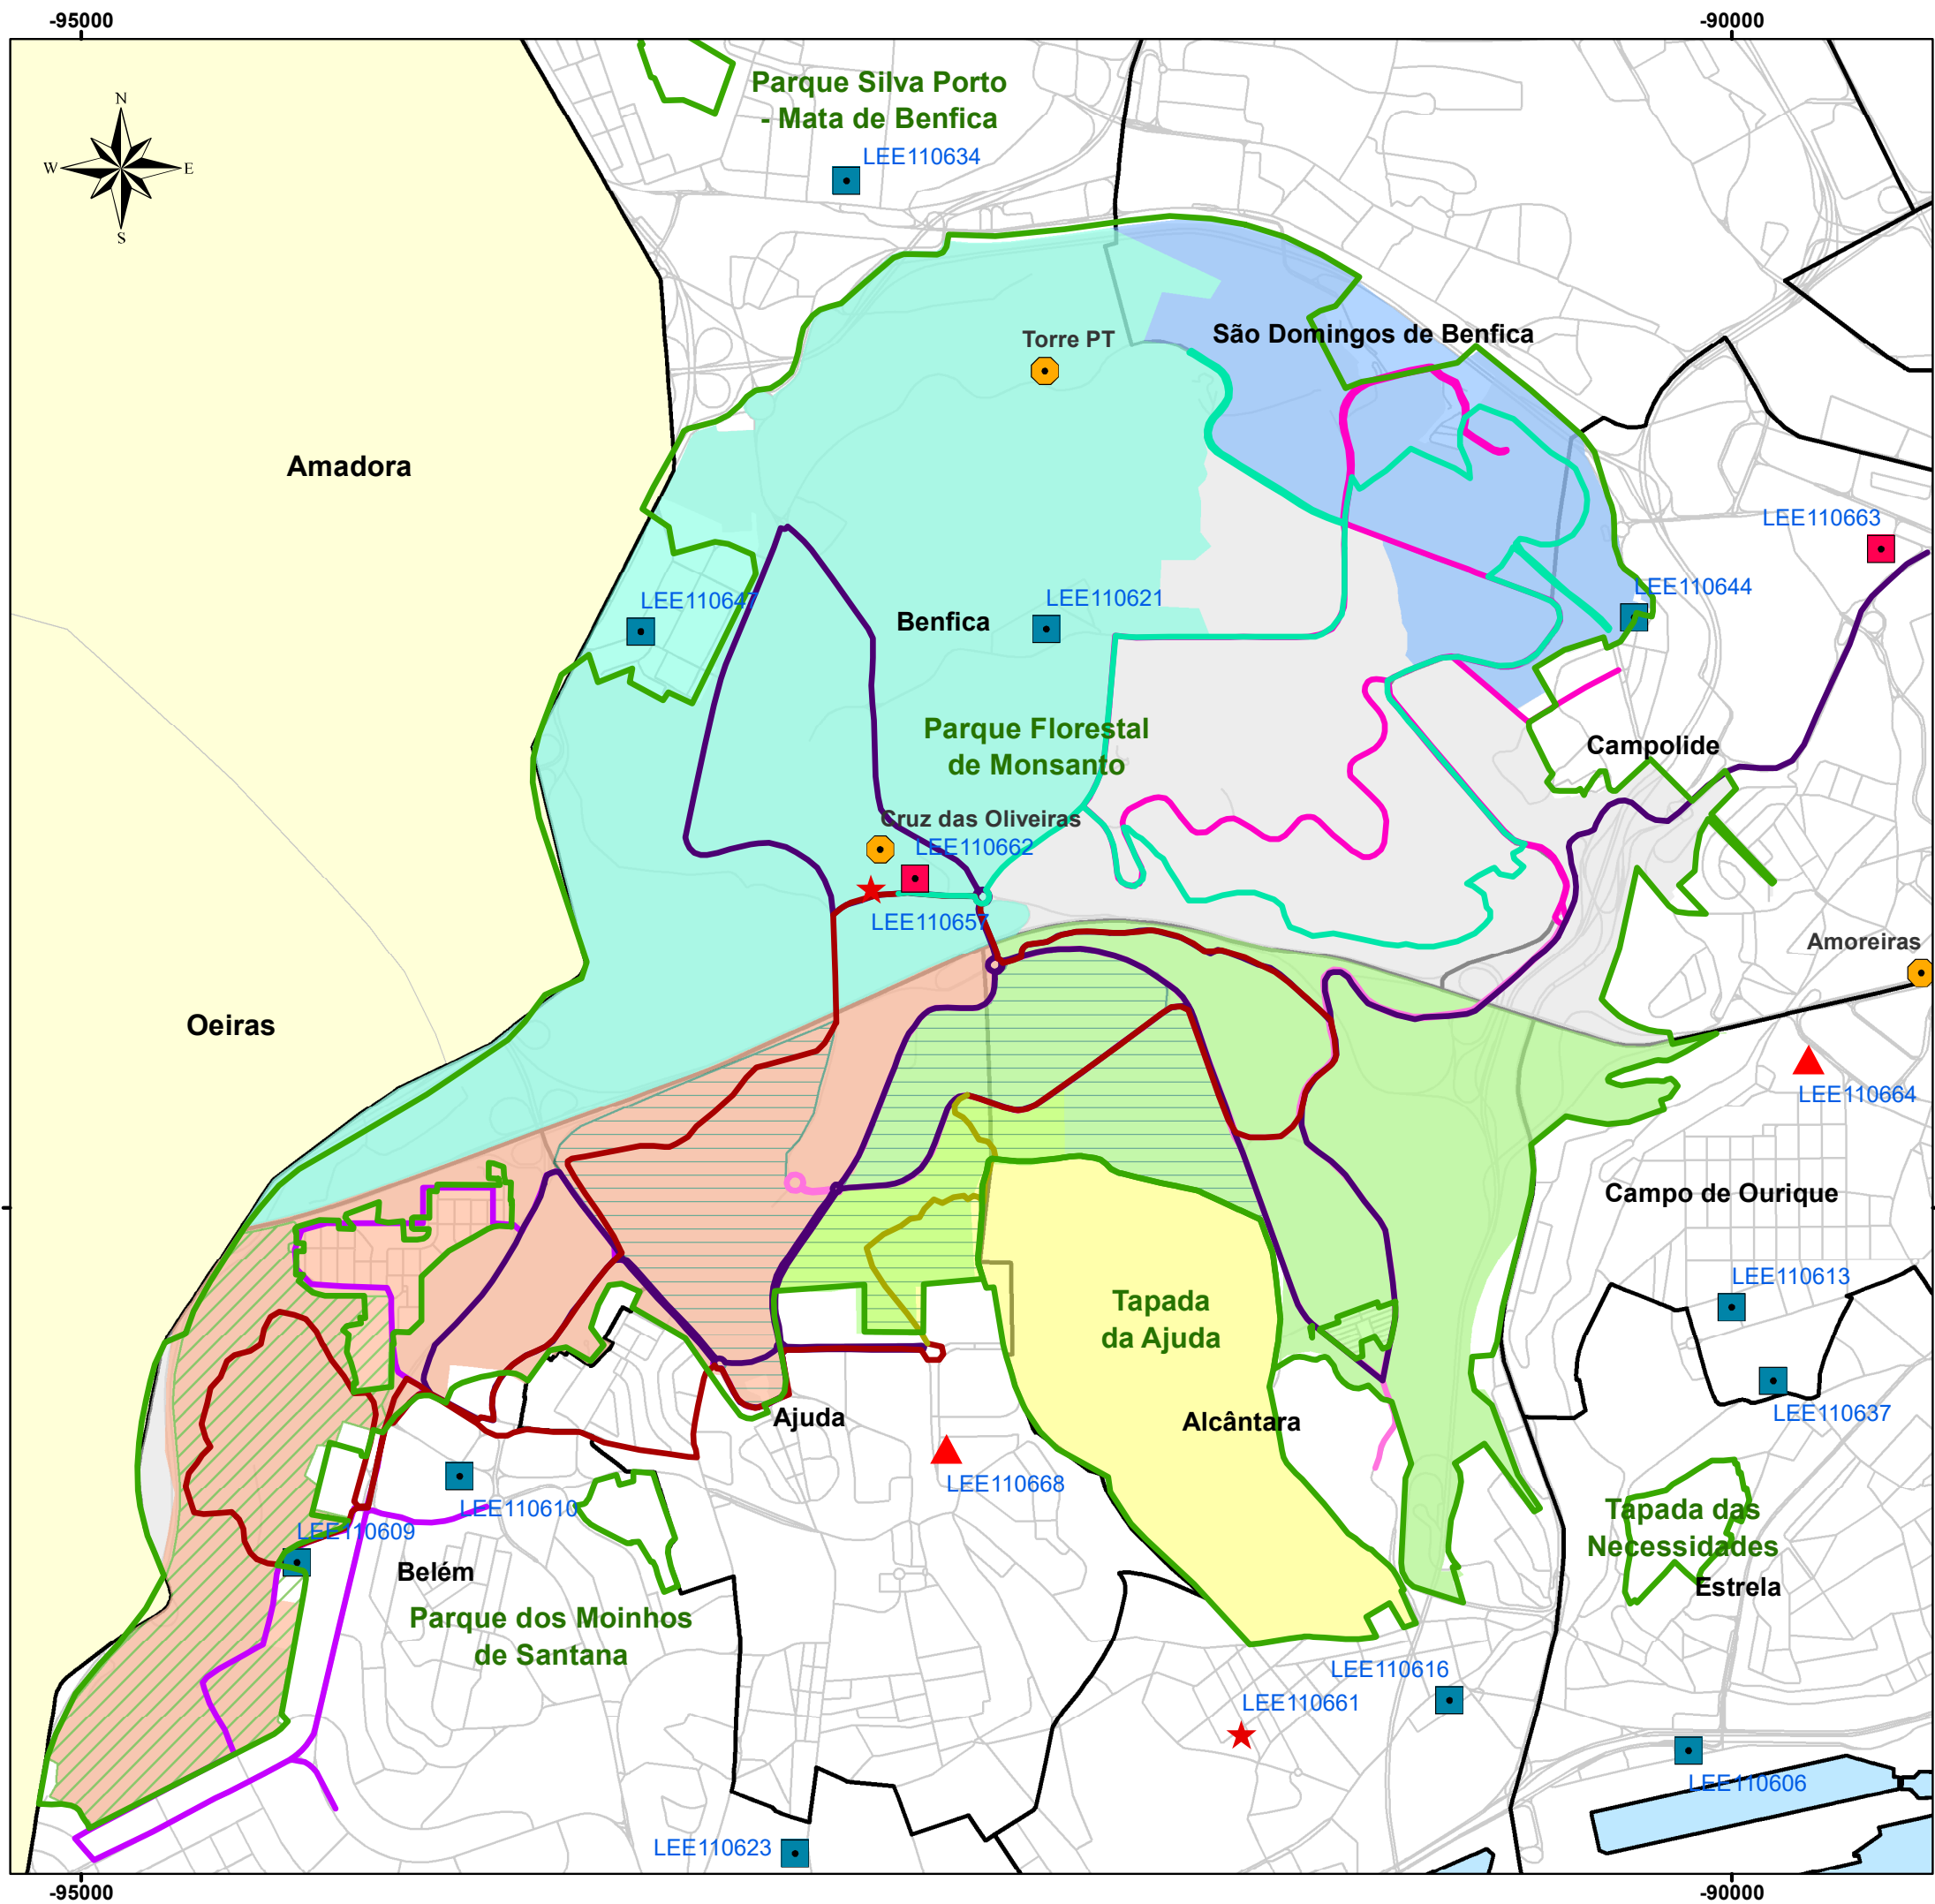 -95000
-90000
Parque Silva Porto
- Mata de Benfica
N
W
E
S
LEE110634
Torre PT
São Domingos de Benfica
Amadora
LEE110663
LEE110644
LEE110647
LEE110621
Benfica
Parque Florestal
de Monsanto
Campolide
Cruz das Oliveiras
LEE110662
LEE110657
Amoreiras
Oeiras
LEE110664
Campo de Ourique
LEE110613
Tapada
da Ajuda
LEE110637
Ajuda
Alcântara
LEE110668
LEE110610
LEE110609
Tapada das
Necessidades
Belém
Estrela
Parque dos Moinhos
de Santana
LEE110616
LEE110661
LEE110606
LEE110623
-95000
-90000